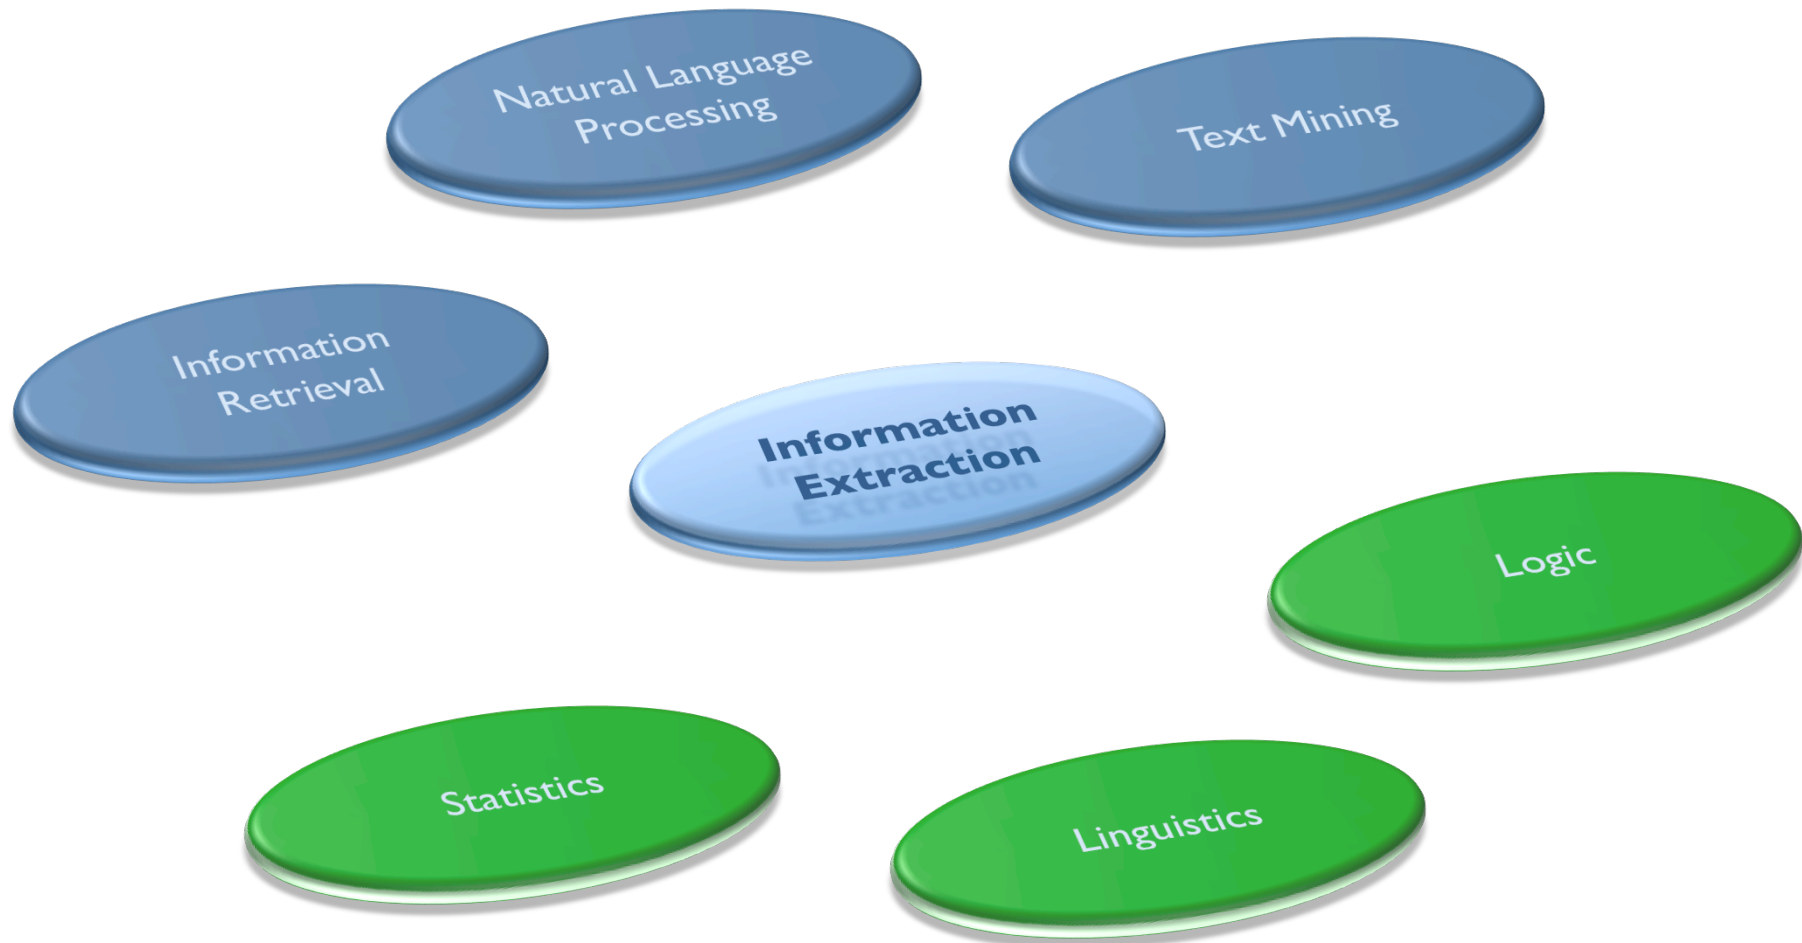 Natural Language
Processing
Text Mining
Information
Retrieval
Information
Extraction
Logic
Statistics
Linguistics